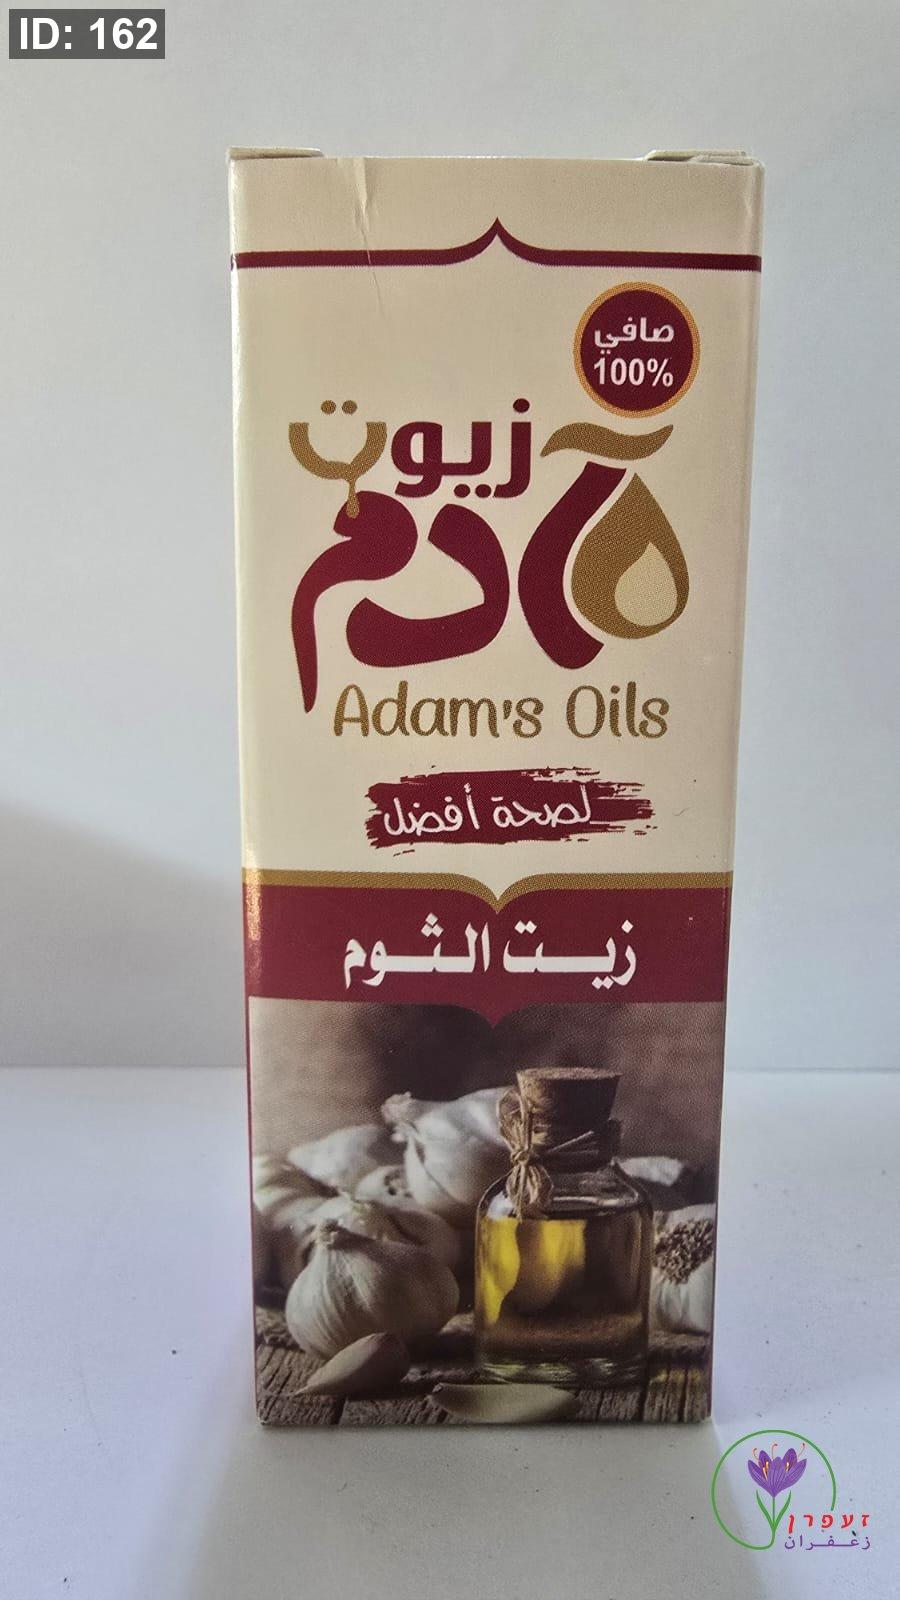 ID: 162
صافي
100%
زيوت
آدم
Adam's Oils
لصحة أفضل
زيت الثوم
זעפרן
زعفران